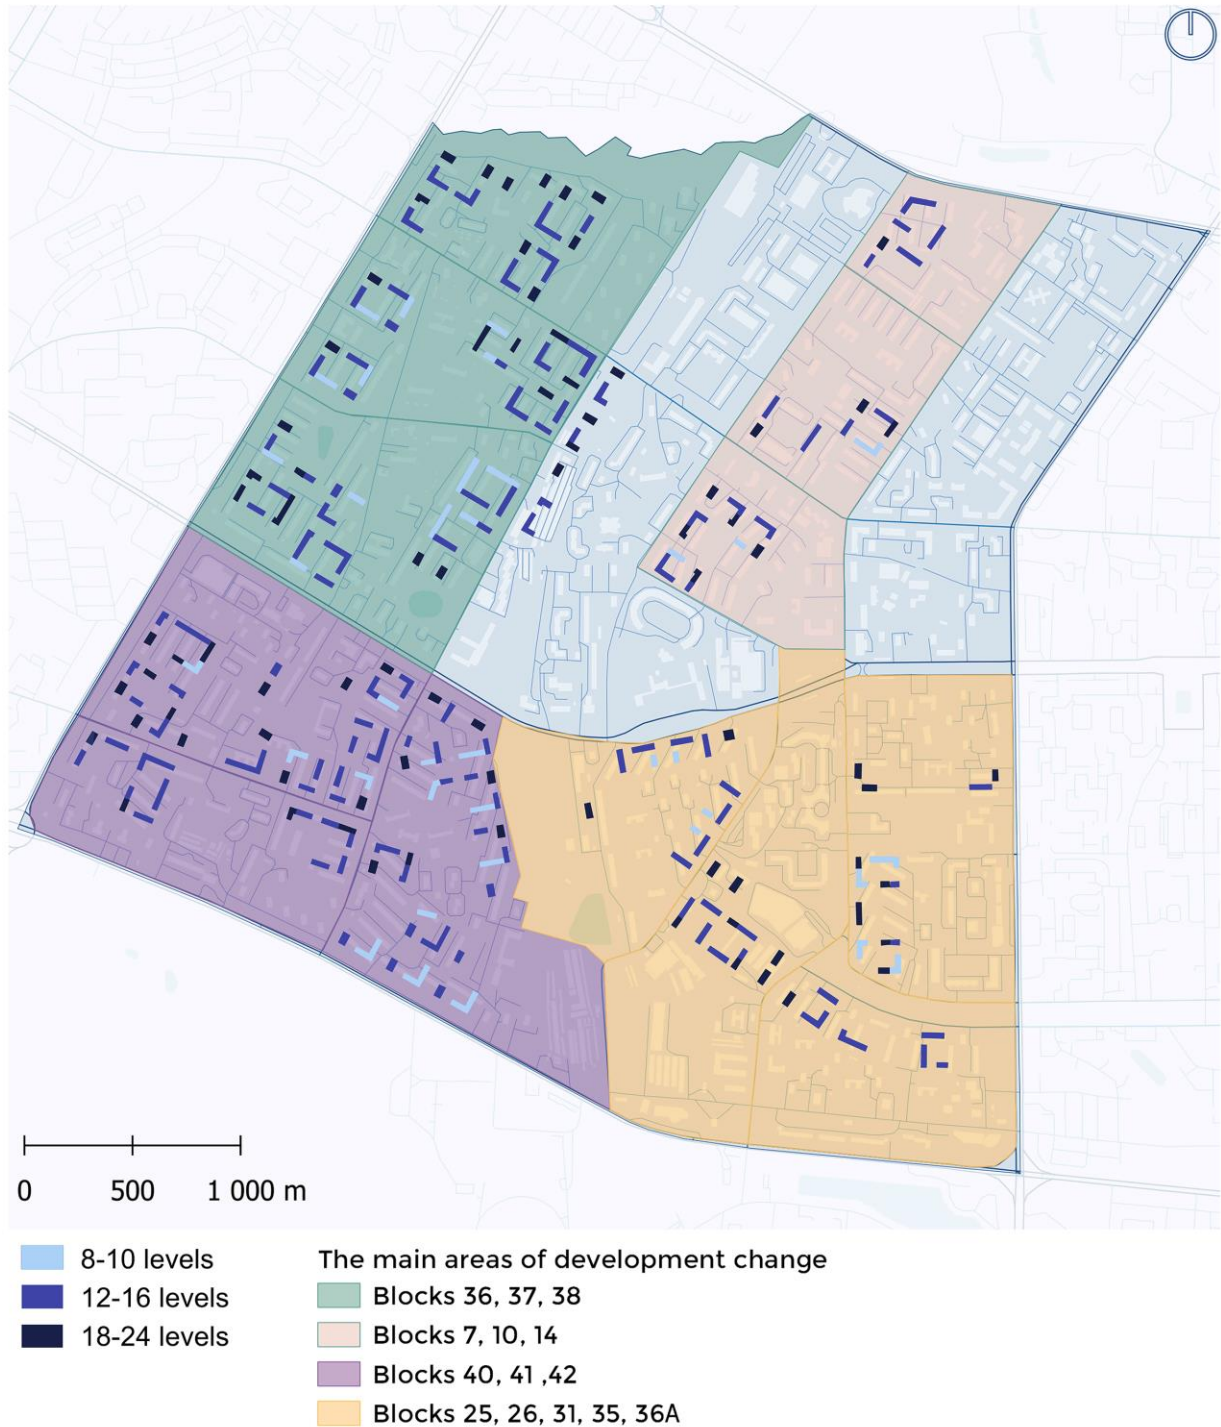 0 500 1 000 m
8-10 levels
12-16 levels
18-24 levels
The main areas of development change
Blocks 36, 37, 38
Blocks 7, 10, 14
Blocks 40, 41 ,42
Blocks 25, 26, 31, 35, 36A